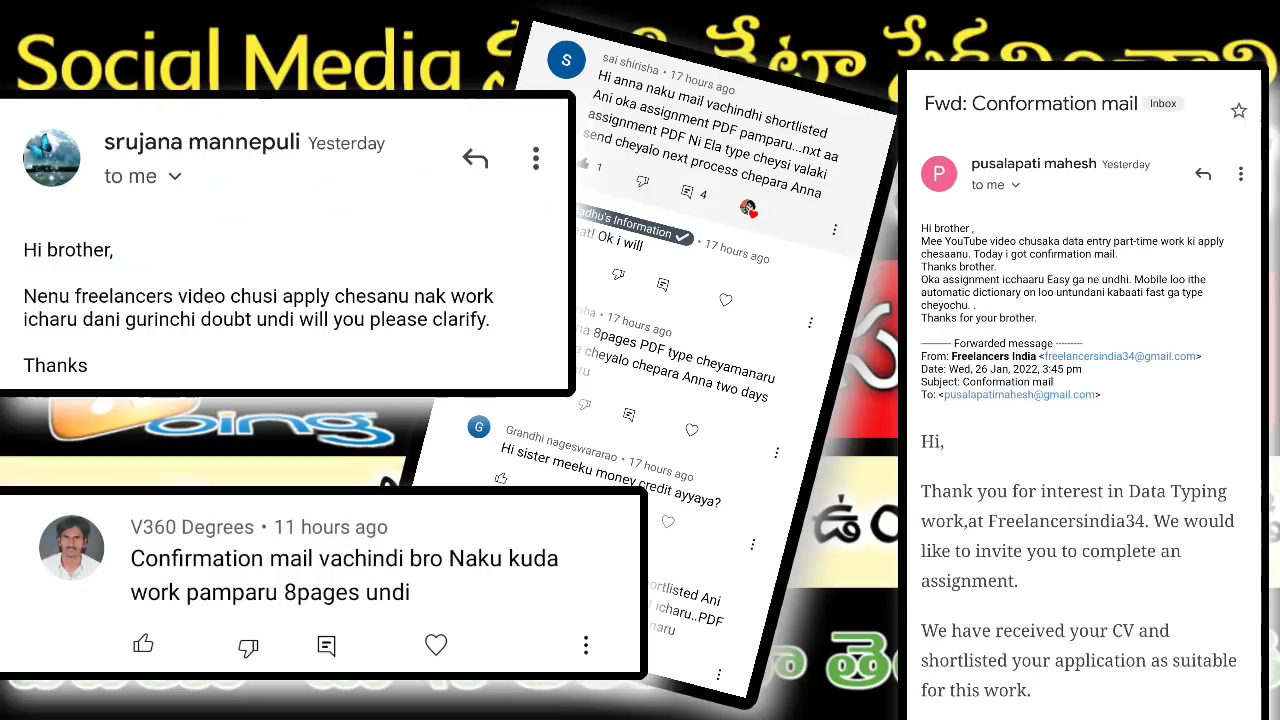 Social Media
srujana mannepuli Yesterday
to me
Hi brother,
Nenu freelancers video chusi apply chesanu nak work
icharu dani gurinchi doubt undi will you please clarify.
Thanks
S
sai shirisha • 17 hours ago
Hi anna naku mail vachindhi shortlisted
Ani oka assignment PDF pamparu...nxt aa
assignment PDF Ni Ela type cheysi valaki
send cheyalo next process chepara Anna
1
4
Information • 17 hours ago
Ok i will
• 17 hours ago
8pages PDF type cheyamanaru
cheyalo chepara Anna two days
G
Grandhi nageswararao • 17 hours ago
Hi sister meeku money credit ayyaya?
Ani
icharu..PDF
V360 Degrees • 11 hours ago
Confirmation mail vachindi bro Naku kuda
work pamparu 8pages undi
Fwd: Conformation mail Inbox
P
pusalapati mahesh Yesterday
to me
Hi brother ,
Mee YouTube video chusaka data entry part-time work ki apply
chesaanu. Today i got confirmation mail.
Thanks brother.
Oka assignment icchaaru Easy ga ne undhi. Mobile loo ithe
automatic dictionary on loo untundani kabaati fast ga type
cheyochu. .
Thanks for your brother.
---------- Forwarded message ---------
From: Freelancers India <freelancersindia34@gmail.com>
Date: Wed, 26 Jan, 2022, 3:45 pm
Subject: Conformation mail
To: <pusalapatimahesh@gmail.com>
Hi,
Thank you for interest in Data Typing
work,at Freelancersindia34. We would
like to invite you to complete an
assignment.
We have received your CV and
shortlisted your application as suitable
for this work.